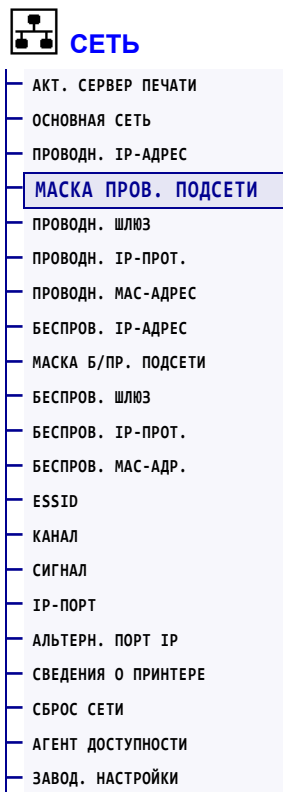 СЕТЬ
АКТ. СЕРВЕР ПЕЧАТИ
ОСНОВНАЯ СЕТЬ
ПРОВОДН. IP-АДРЕС
МАСКА ПРОВ. ПОДСЕТИ
ПРОВОДН. ШЛЮЗ
ПРОВОДН. IP-ПРОТ.
ПРОВОДН. MAC-АДРЕС
БЕСПРОВ. IP-АДРЕС
МАСКА Б/ПР. ПОДСЕТИ
БЕСПРОВ. ШЛЮЗ
БЕСПРОВ. IP-ПРОТ.
БЕСПРОВ. MAC-АДР.
ESSID
КАНАЛ
СИГНАЛ
IP-ПОРТ
АЛЬТЕРН. ПОРТ IP
СВЕДЕНИЯ О ПРИНТЕРЕ
СБРОС СЕТИ
АГЕНТ ДОСТУПНОСТИ
ЗАВОД. НАСТРОЙКИ